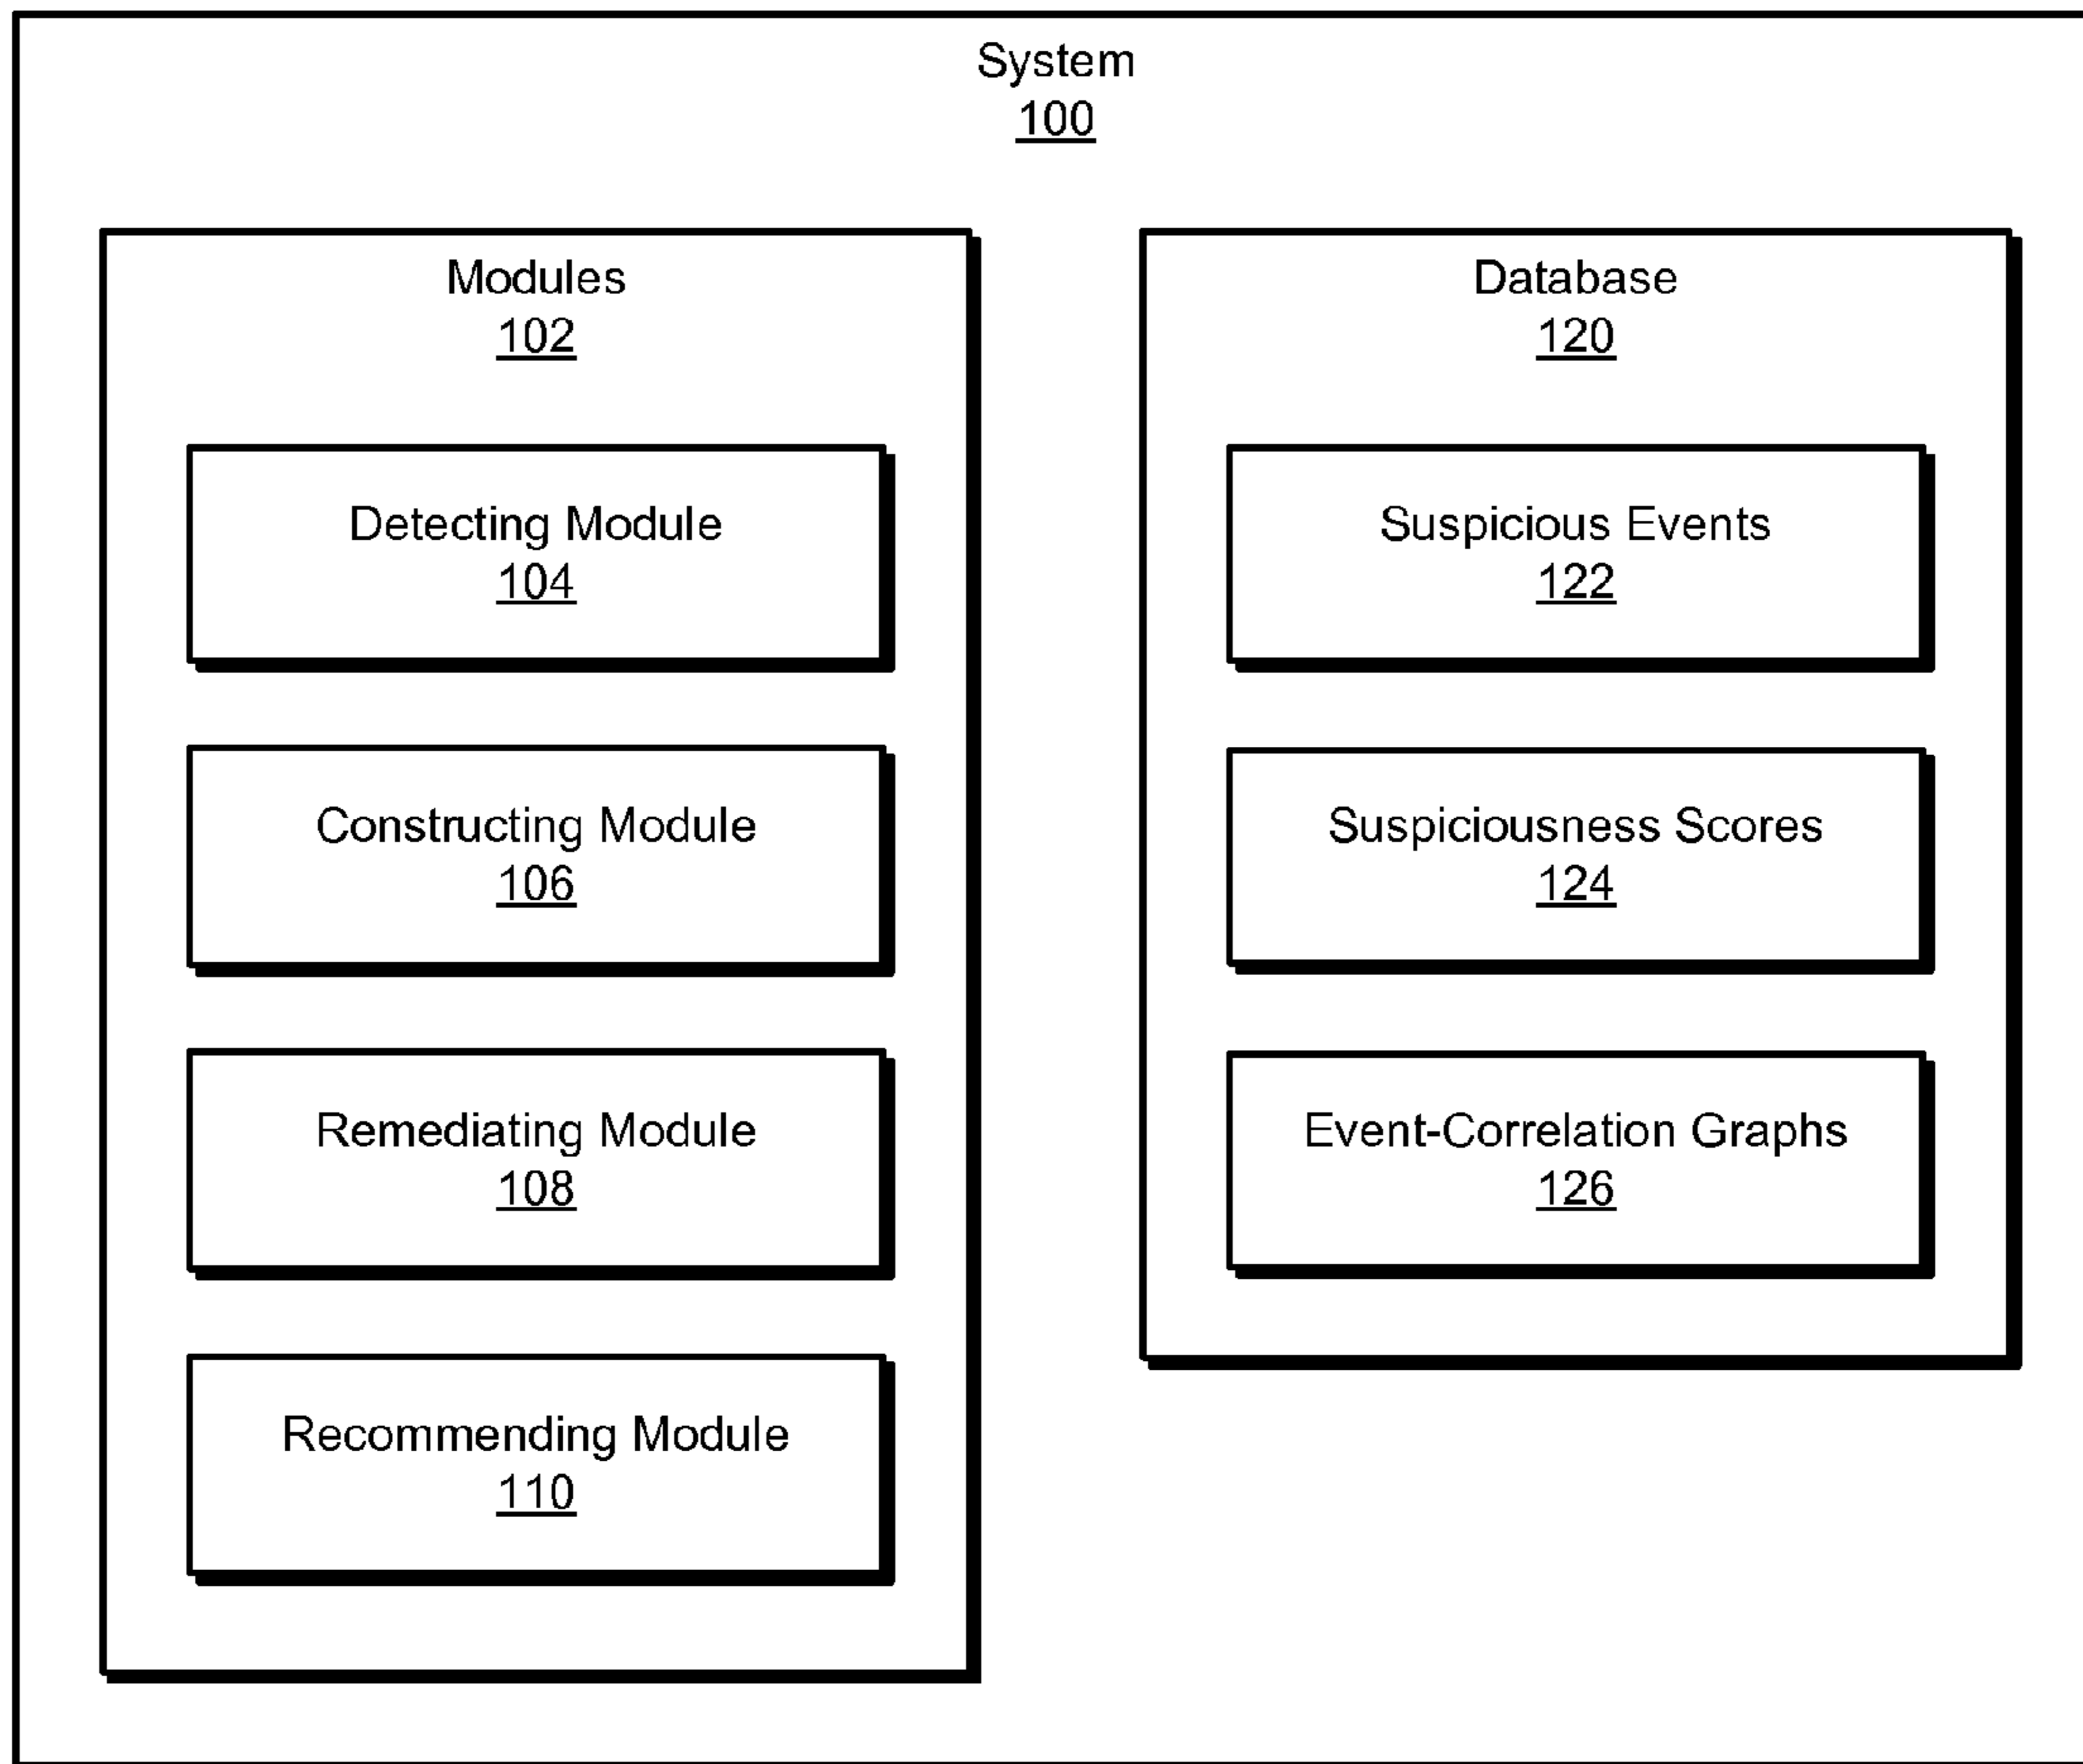 System
100
Modules
102
Detecting Module
104
Constructing Module
106
Remediating Module
108
Recommending Module
110
Database
120
Suspicious Events
122
Suspiciousness Scores
124
Event-Correlation Graphs
126